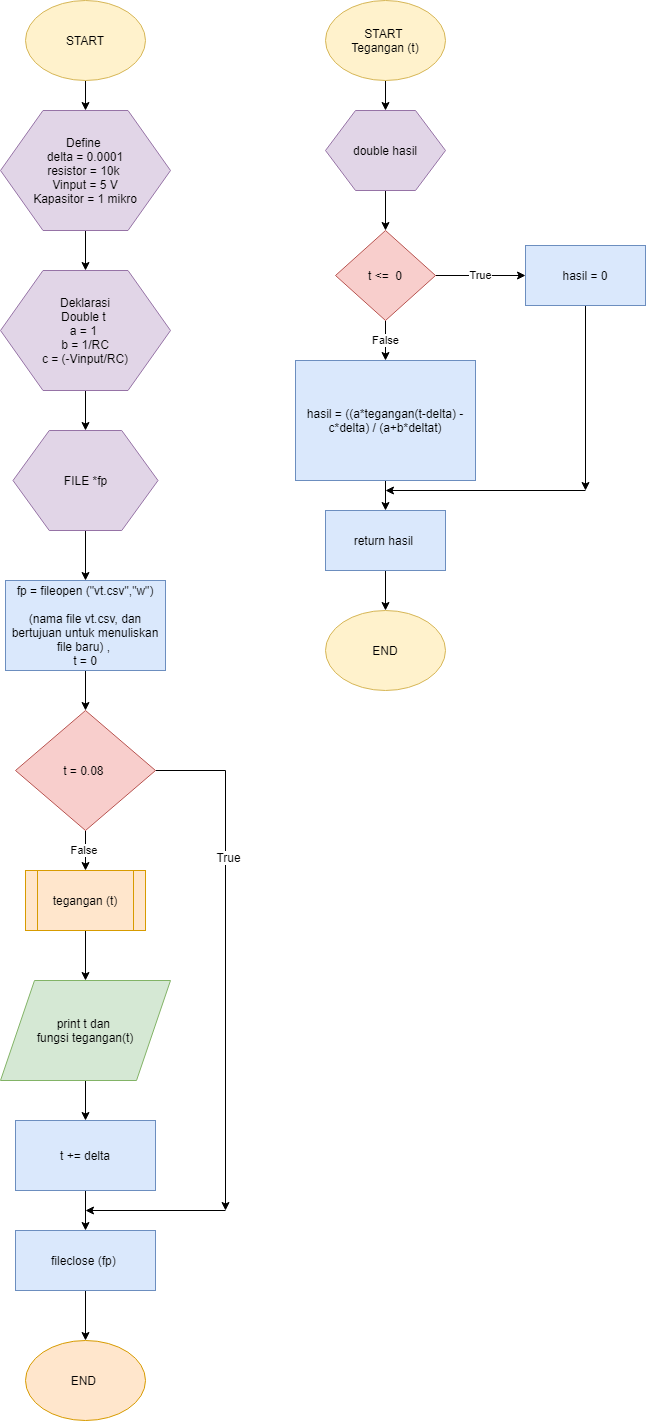 START
Define
delta = 0.0001
resistor = 10k
Vinput = 5 V
Kapasitor = 1 mikro
Deklarasi
Double t
a = 1
b = 1/RC
c = (-Vinput/RC)
FILE *fp
fp = fileopen ("vt.csv","w")
(nama file vt.csv, dan
bertujuan untuk menuliskan
file baru) ,
t = 0
t = 0.08
False
True
tegangan (t)
print t dan
fungsi tegangan(t)
t += delta
fileclose (fp)
END
START
Tegangan (t)
double hasil
t <= 0
True
hasil = 0
False
hasil = ((a*tegangan(t-delta) -
c*delta) / (a+b*deltat)
return hasil
END